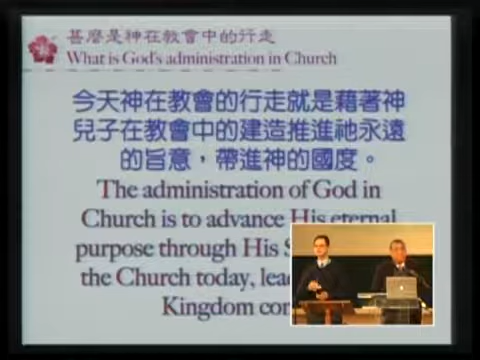 甚麼是神在教會中的行走
What is God's administration in Church
今天神在教會的行走就是藉著神
兒子在教會中的建造推進祂永遠
的旨意，帶進神的國度。
The administration of God in
Church is to advance His eternal
purpose through His
the Church today,
Kingdom